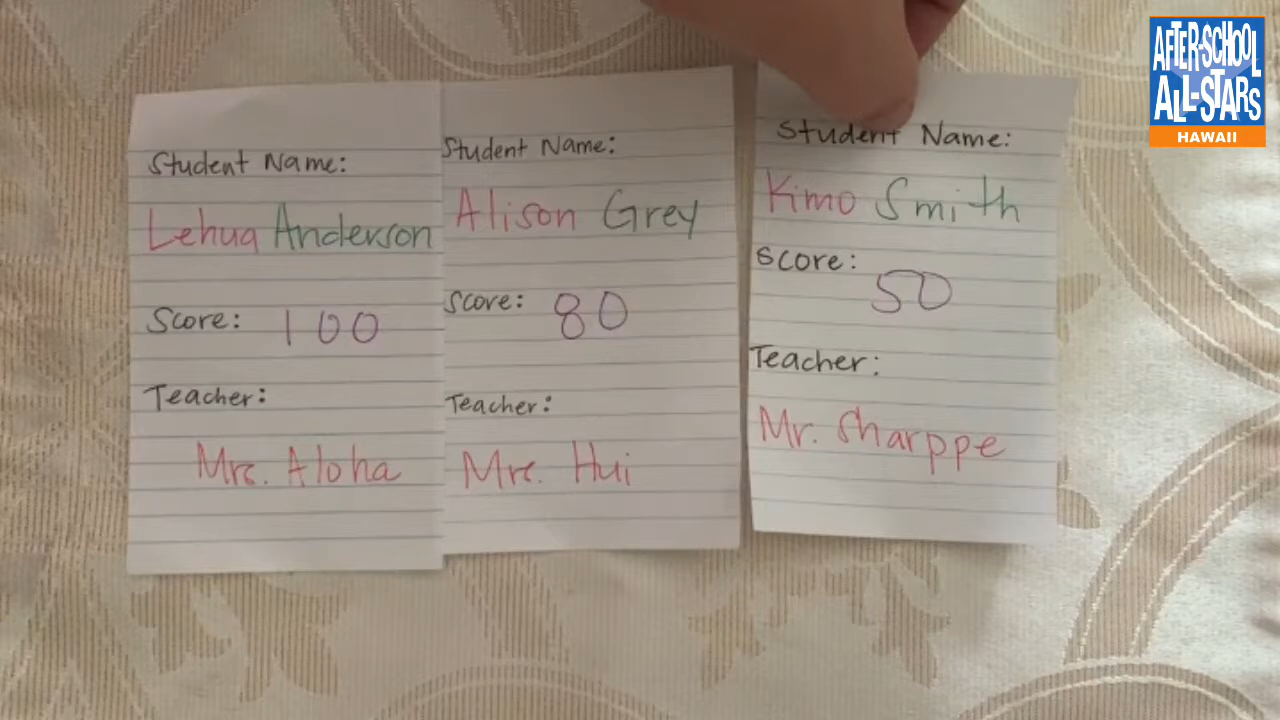 Student Name:
Lehua Anderson
Score: 100
Teacher:
Mrs. Aloha
Student Name:
Alison Grey
Score: 80
Teacher:
Mrs. Hui
Student Name:
Kimo Smith
Score:
50
Teacher:
Mr. Sharppe
AFTER-SCHOOL
ALL-STARS
HAWAII